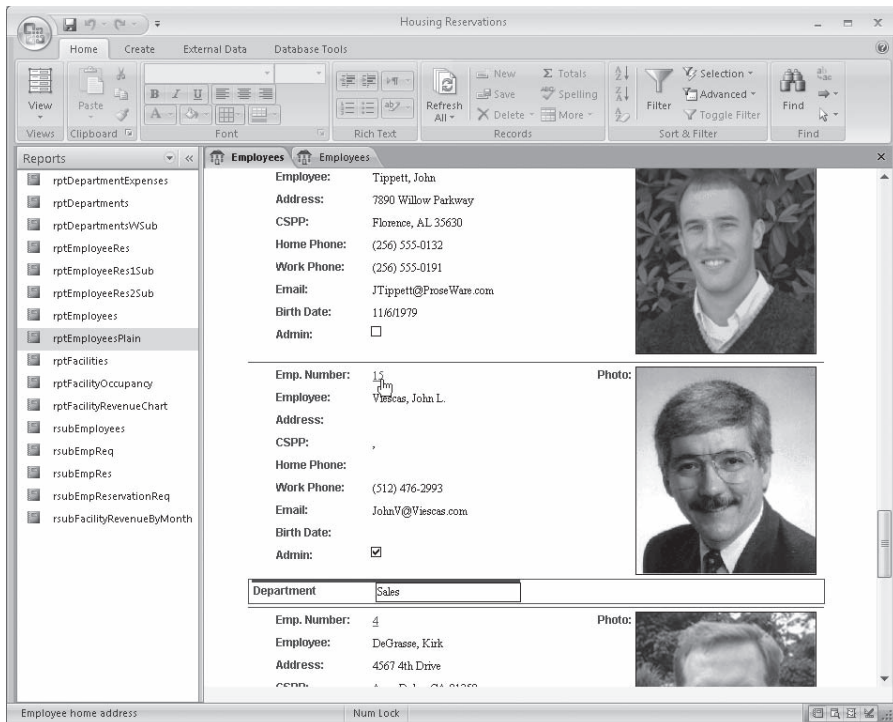 Housing Reservations
Home Create External Data Database Tools
View
Views
Paste
Clipboard
B I U
A
Font
Rich Text
Refresh All
New
Save
Delete
Σ Totals
Spelling
More
Records
Filter
Selection
Advanced
Toggle Filter
Sort & Filter
Find
Find
Reports
rptDepartmentExpenses
rptDepartments
rptDepartmentsWSub
rptEmployeeRes
rptEmployeeRes1Sub
rptEmployeeRes2Sub
rptEmployees
rptEmployeesPlain
rptFacilities
rptFacilityOccupancy
rptFacilityRevenueChart
rsubEmployees
rsubEmpReq
rsubEmpRes
rsubEmpReservationReq
rsubFacilityRevenueByMonth
Employees Employees
Employee: Tippett, John
Address: 7890 Willow Parkway
CSPP: Florence, AL 35630
Home Phone: (256) 555-0132
Work Phone: (256) 555-0191
Email: JTippett@ProseWare.com
Birth Date: 11/6/1979
Admin:
Emp. Number: 15 Photo:
Employee: Viescas, John L.
Address:
CSPP: ,
Home Phone:
Work Phone: (512) 476-2993
Email: JohnV@Viescas.com
Birth Date:
Admin:
Department Sales
Emp. Number: 4 Photo:
Employee: DeGrasse, Kirk
Address: 4567 4th Drive
CSPP:
Employee home address Num Lock